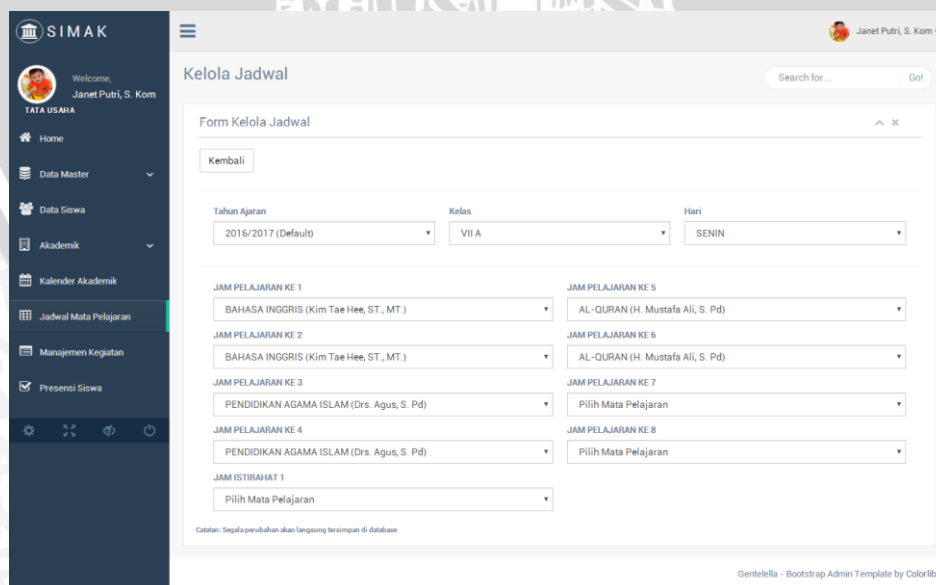 SIMAK
Janet Putri, S. Kom
Welcome,
Janet Putri, S. Kom
TATA USAHA
Home
Data Master
Data Siswa
Akademik
Kalender Akademik
Jadwal Mata Pelajaran
Manajemen Kegiatan
Presensi Siswa
Kelola Jadwal
Search for...
Go!
Form Kelola Jadwal
Kembali
Tahun Ajaran
2016/2017 (Default)
Kelas
VII A
Hari
SENIN
JAM PELAJARAN KE 1
BAHASA INGGRIS (Kim Tae Hee, ST., MT.)
JAM PELAJARAN KE 2
BAHASA INGGRIS (Kim Tae Hee, ST., MT.)
JAM PELAJARAN KE 3
PENDIDIKAN AGAMA ISLAM (Drs. Agus, S. Pd)
JAM PELAJARAN KE 4
PENDIDIKAN AGAMA ISLAM (Drs. Agus, S. Pd)
JAM ISTIRAHAT 1
Pilih Mata Pelajaran
JAM PELAJARAN KE 5
AL-QURAN (H. Mustafa Ali, S. Pd)
JAM PELAJARAN KE 6
AL-QURAN (H. Mustafa Ali, S. Pd)
JAM PELAJARAN KE 7
Pilih Mata Pelajaran
JAM PELAJARAN KE 8
Pilih Mata Pelajaran
Catatan: Segala perubahan akan langsung tersimpan di database
Gentelella - Bootstrap Admin Template by Colorlib